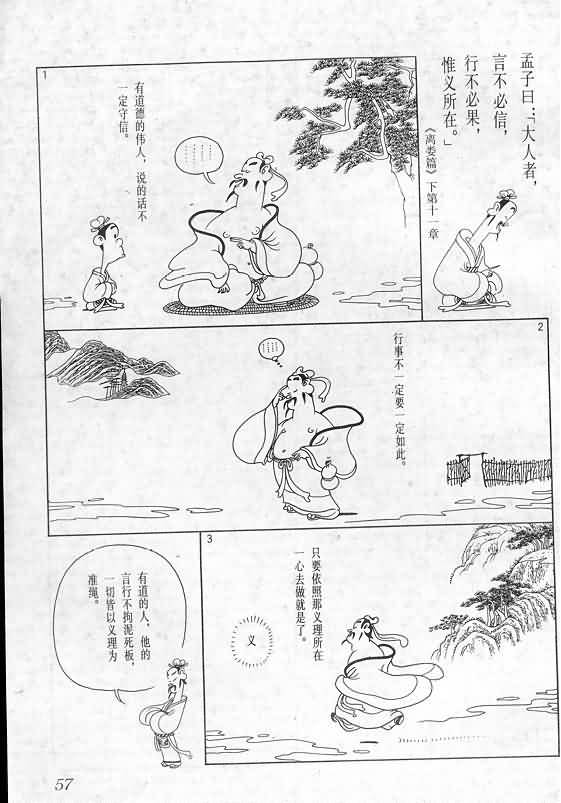 孟子曰：「大人者，
言不必信，
行不必果，
惟义所在。」
《离娄篇》下第十一章
1
有道德的伟人，说的话不
一定守信。
2
行事不一定要一定如此。
3
只要依照那义理所在
一心去做就是了。
义
有道的人，他的
言行不拘泥死板，
一切皆以义理为
准绳。
57